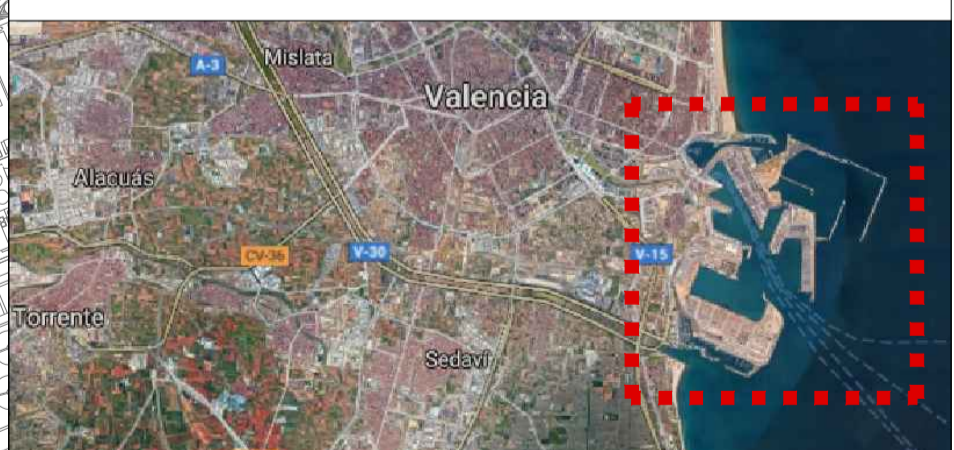 Mislata
A-3
Valencia
Alacuás
CV-36
V-30
V-15
Torrente
Sedaví